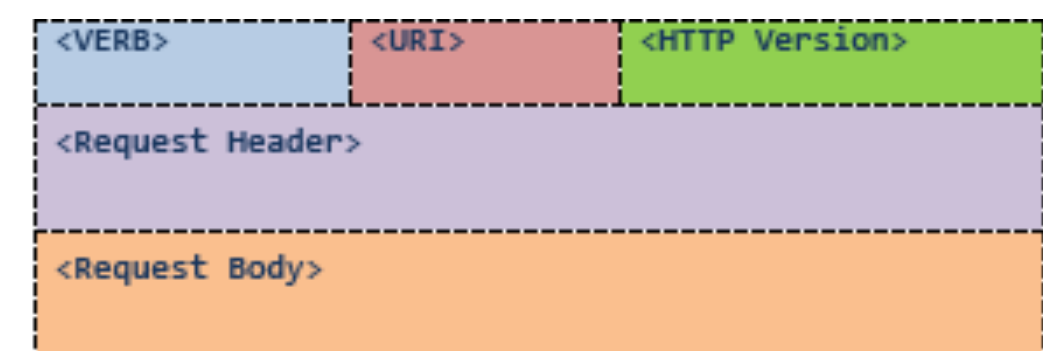 <VERB> <URI> <HTTP Version>
<Request Header>
<Request Body>